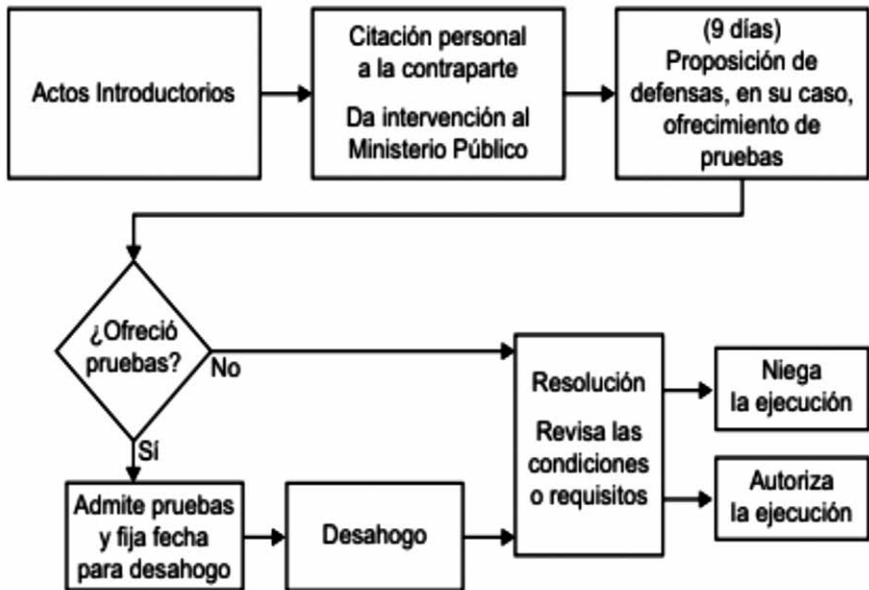 Actos Introductorios
Citación personal
a la contraparte
Da intervención al
Ministerio Público
(9 días)
Proposición de
defensas, en su caso,
ofrecimiento de
pruebas
¿Ofreció
pruebas?
No
Sí
Admite pruebas
y fija fecha
para desahogo
Desahogo
Resolución
Revisa las
condiciones
o requisitos
Niega
la ejecución
Autoriza
la ejecución